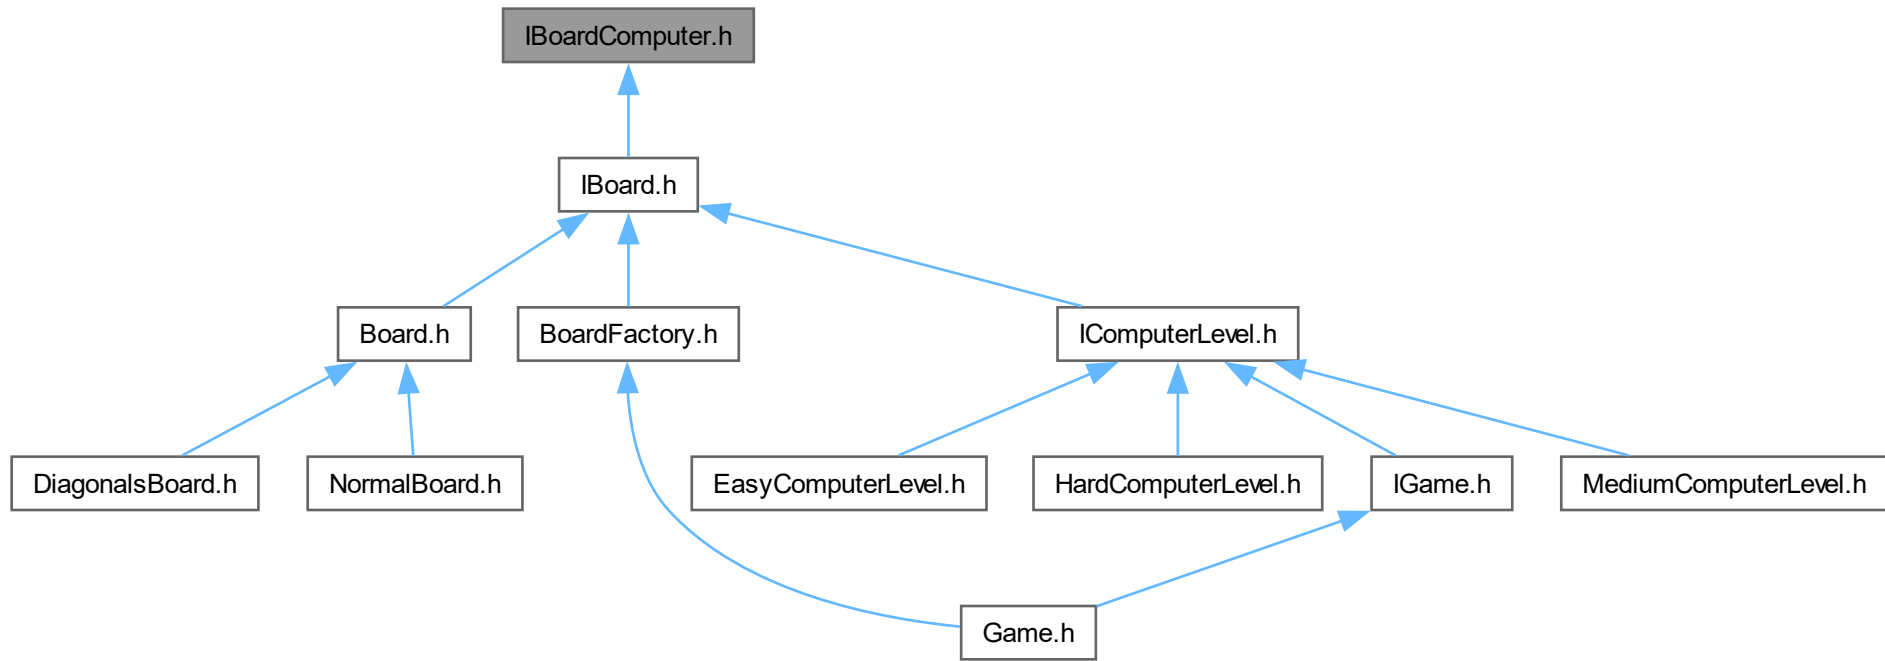 IBoardComputer.h
IBoard.h
Board.h
BoardFactory.h
IComputerLevel.h
DiagonalsBoard.h
NormalBoard.h
EasyComputerLevel.h
HardComputerLevel.h
IGame.h
MediumComputerLevel.h
Game.h